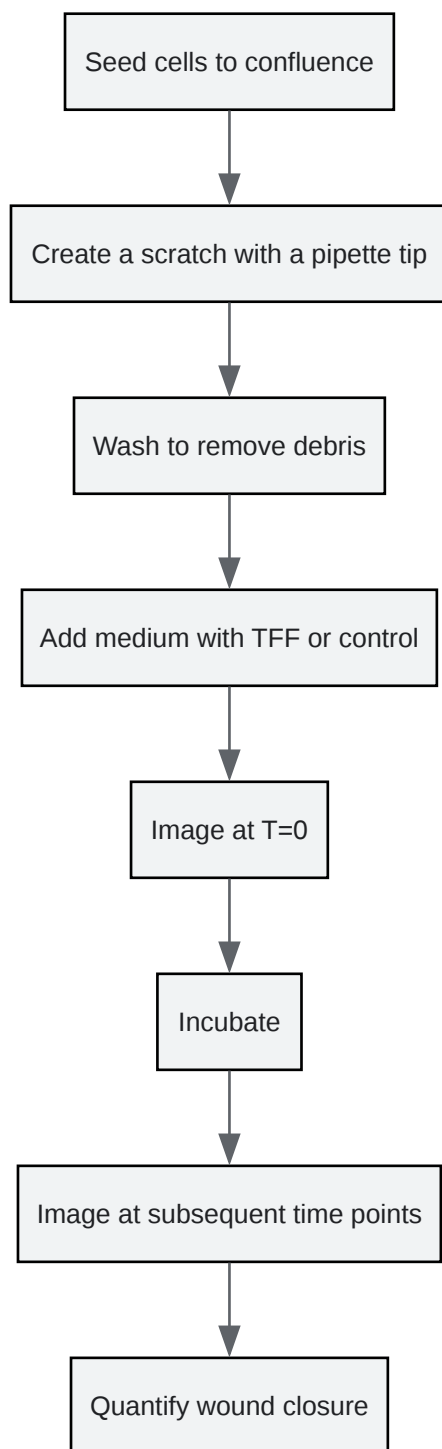 Seed cells to confluence
Create a scratch with a pipette tip
Wash to remove debris
Add medium with TFF or control
Image at T=0
Incubate
Image at subsequent time points
Quantify wound closure